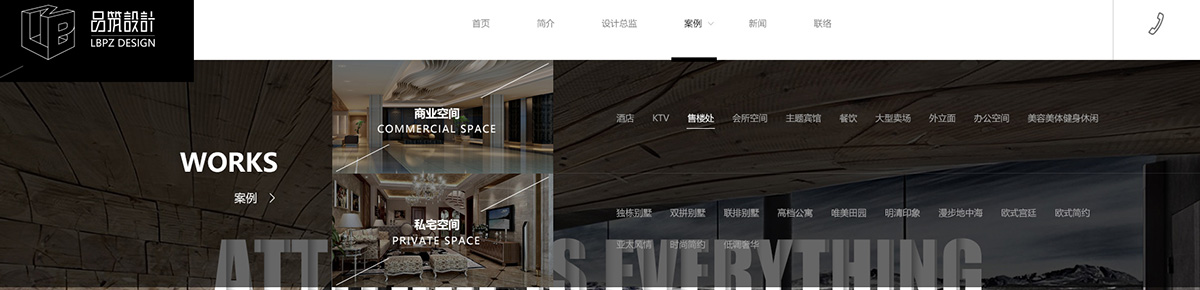 品筑設計
LBPZ DESIGN
首页 简介 设计总监 案例 新闻 联络
WORKS
案例
商业空间
COMMERCIAL SPACE
酒店 KTV 售楼处 会所空间 主题宾馆 餐饮 大型卖场 外立面 办公空间 美容美体健身休闲
私宅空间
PRIVATE SPACE
独栋别墅 双拼别墅 联排别墅 高档公寓 唯美田园 明清印象 漫步地中海 欧式宫廷 欧式简约
亚太风情 时尚简约 低调奢华
ATT S EVERYTHING